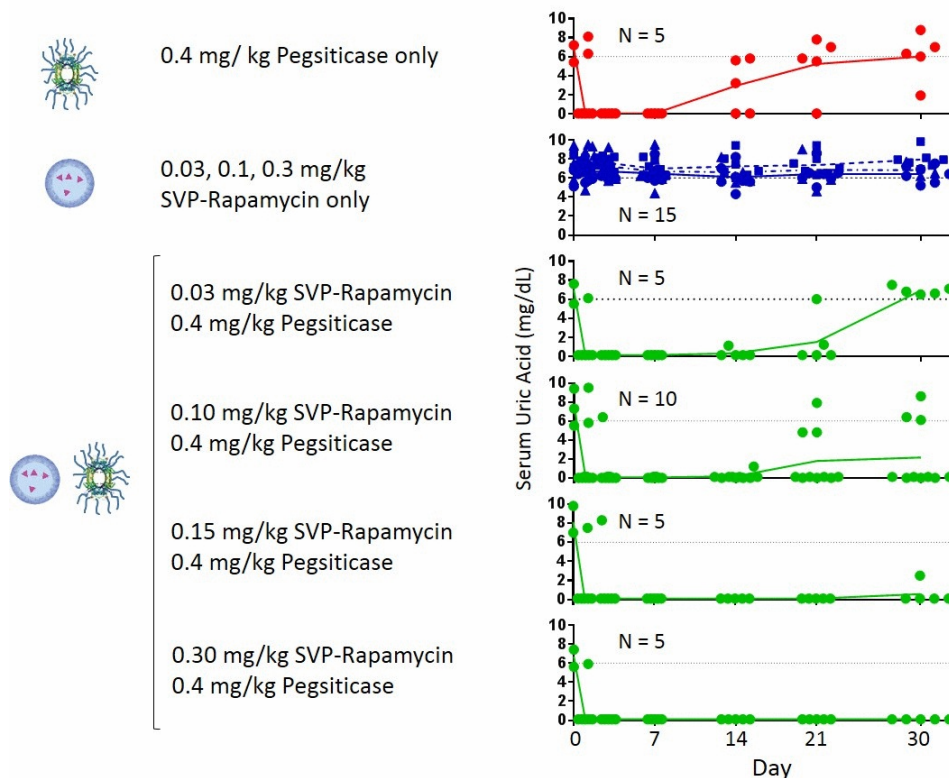 0.4 mg/ kg Pegsiticase only
10
8
6
4
2
0
N = 5
0.03, 0.1, 0.3 mg/kg
SVP-Rapamycin only
10
8
6
4
2
0
N = 15
0.03 mg/kg SVP-Rapamycin
0.4 mg/kg Pegsiticase
10
8
6
4
2
0
N = 5
0.10 mg/kg SVP-Rapamycin
0.4 mg/kg Pegsiticase
10
8
6
4
2
0
N = 10
0.15 mg/kg SVP-Rapamycin
0.4 mg/kg Pegsiticase
10
8
6
4
2
0
N = 5
0.30 mg/kg SVP-Rapamycin
0.4 mg/kg Pegsiticase
10
8
6
4
2
0
N = 5
Serum Uric Acid (mg/dL)
0 7 14 21 30
Day